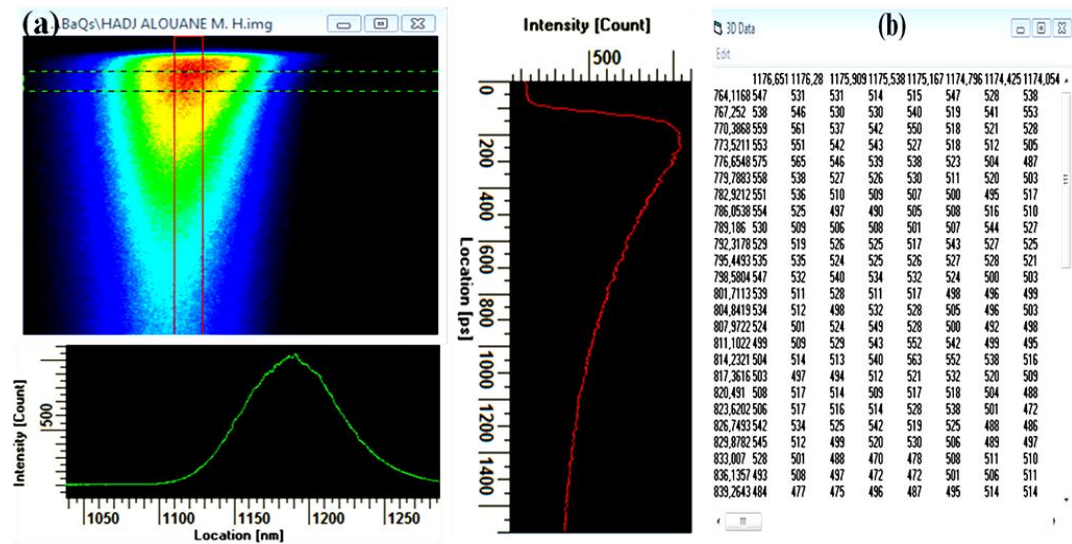 (a) .BaQs\HADJ ALOUANE M. H.img
Intensity [Count]
500
0
200
400
600
800
1000
1200
1400
Location [ps]
Intensity [Count]
500
1050 1100 1150 1200 1250
Location [nm]
3D Data (b)
Edit
1176,651 1176,28 1175,909 1175,538 1175,167 1174,796 1174,425 1174,054
764,1168 547 531 531 514 515 547 528 538
767,252 538 546 530 530 540 519 541 553
770,3868 559 561 537 542 550 518 521 528
773,5211 553 551 542 543 527 518 512 505
776,6548 575 565 546 539 538 523 504 487
779,7883 558 538 527 526 530 511 520 503
782,9212 551 536 510 509 507 500 495 517
786,0538 554 525 497 490 505 508 516 510
789,186 530 509 506 508 501 507 544 527
792,3178 529 519 526 525 517 543 527 525
795,4493 535 535 524 525 526 527 528 521
798,5804 547 532 540 534 532 524 500 503
801,7113 539 511 528 511 517 498 496 499
804,8419 534 512 498 532 528 505 496 503
807,9722 524 501 524 549 528 500 492 498
811,1022 499 509 529 543 552 542 499 495
814,2321 504 514 513 540 563 552 538 516
817,3616 503 497 494 512 521 532 520 509
820,491 508 517 514 509 517 518 504 488
823,6202 506 517 516 514 528 538 501 472
826,7493 542 534 525 542 519 525 488 486
829,8782 545 512 499 520 530 506 489 497
833,007 528 501 488 470 478 508 511 510
836,1357 493 508 497 472 472 501 506 511
839,2643 484 477 475 496 487 495 514 514